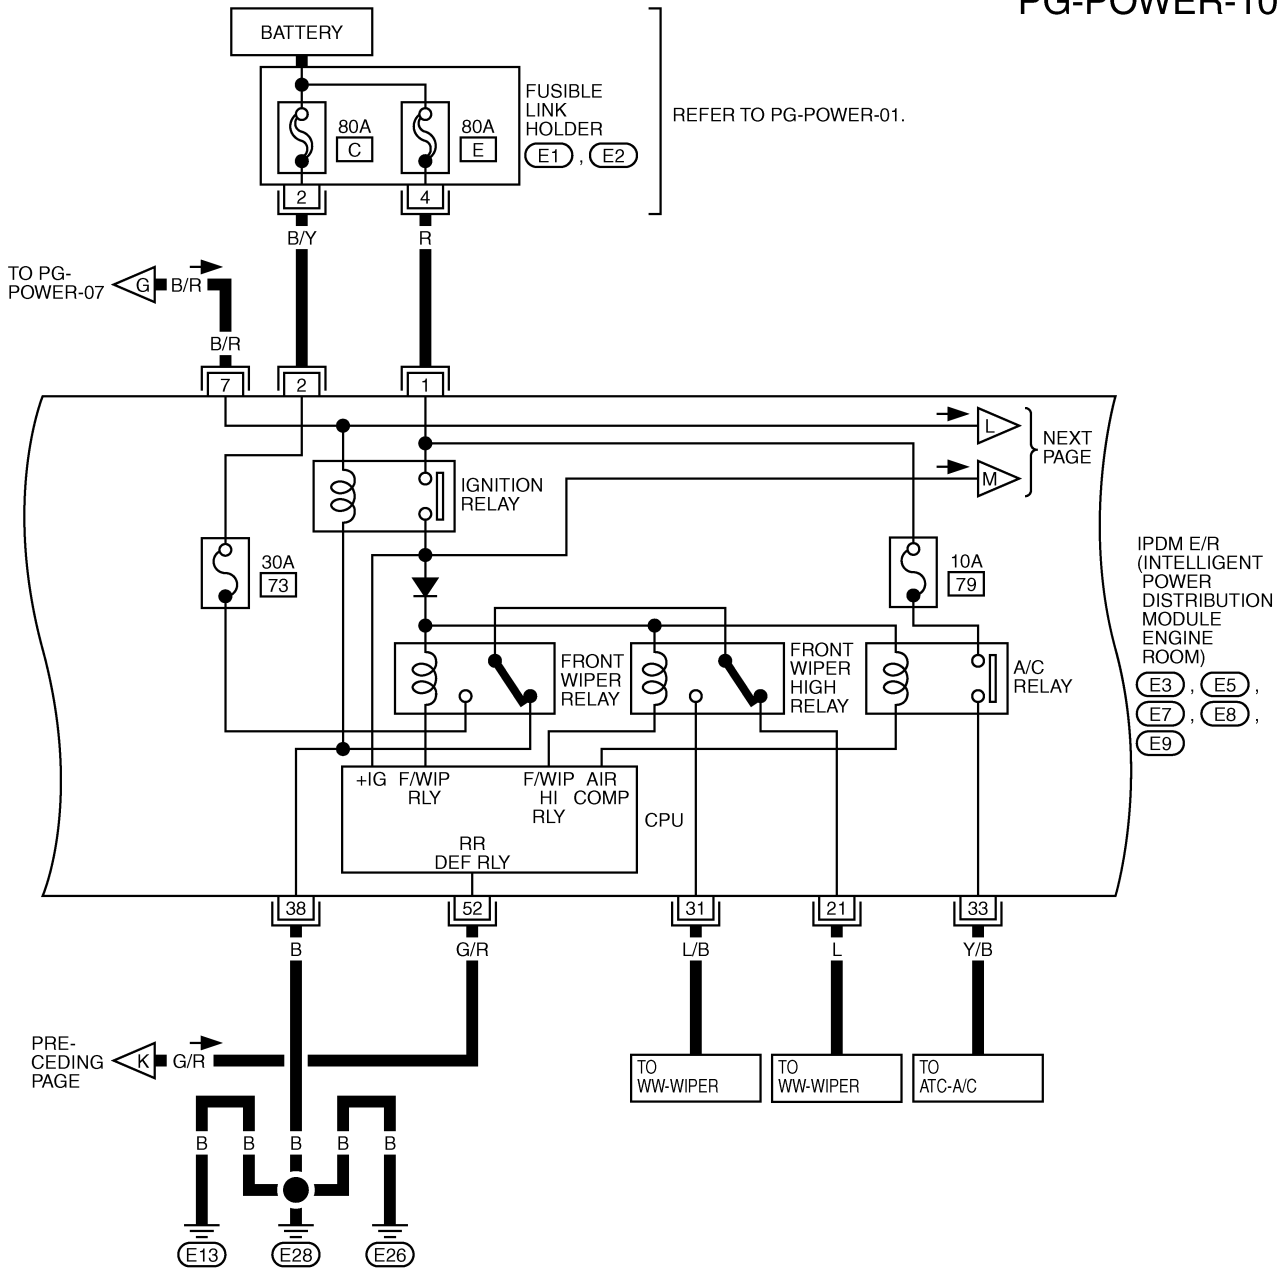 PG-POWER-10
BATTERY
FUSIBLE
LINK
HOLDER
E1 , E2
80A
C
80A
E
REFER TO PG-POWER-01.
2
4
B/Y
R
TO PG-
POWER-07
G
B/R
B/R
7
2
1
L
M
NEXT
PAGE
IGNITION
RELAY
30A
73
10A
79
IPDM E/R
(INTELLIGENT
POWER
DISTRIBUTION
MODULE
ENGINE
ROOM)
E3 , E5 ,
E7 , E8 ,
E9
FRONT
WIPER
RELAY
FRONT
WIPER
HIGH
RELAY
A/C
RELAY
+IG
F/WIP
RLY
F/WIP
HI
RLY
AIR
COMP
CPU
RR
DEF RLY
38
52
31
21
33
B
G/R
L/B
L
Y/B
PRE-
CEDING
PAGE
K
G/R
TO
WW-WIPER
TO
WW-WIPER
TO
ATC-A/C
B
B
B
B
B
E13
E28
E26